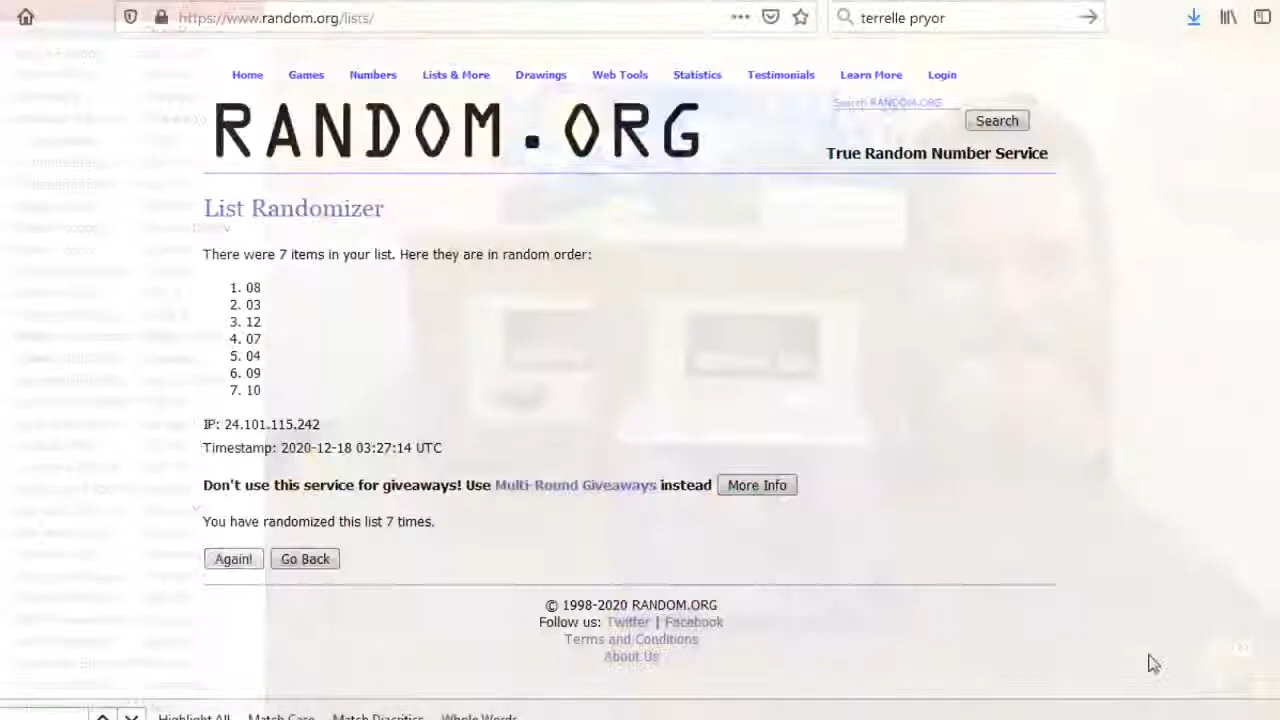 https://www.random.org/lists/
terrelle pryor
Home Games Numbers Lists & More Drawings Web Tools Statistics Testimonials Learn More Login
Search RANDOM.ORG
RANDOM.ORG
Search
True Random Number Service
List Randomizer
There were 7 items in your list. Here they are in random order:
1. 08
2. 03
3. 12
4. 07
5. 04
6. 09
7. 10
IP: 24.101.115.242
Timestamp: 2020-12-18 03:27:14 UTC
Don't use this service for giveaways! Use Multi-Round Giveaways instead More Info
You have randomized this list 7 times.
Again! Go Back
© 1998-2020 RANDOM.ORG
Follow us: Twitter | Facebook
Terms and Conditions
About Us
Highlight All Match Case Match Diacritics Whole Words